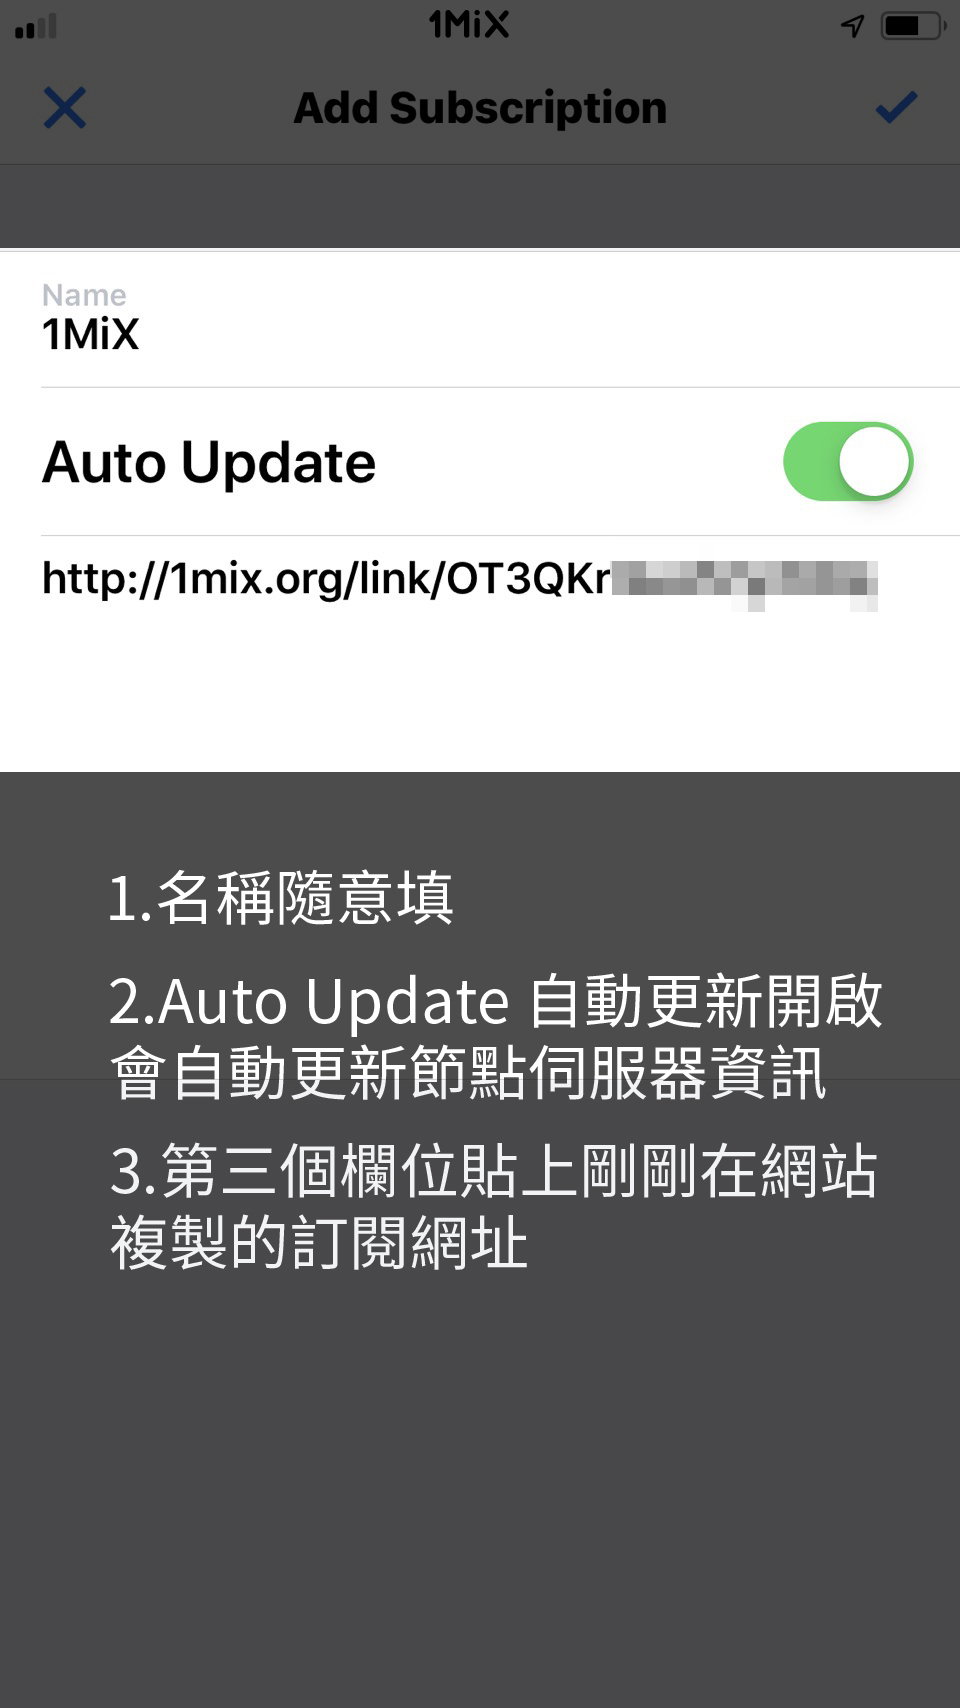 1MiX
Add Subscription
Name
1MiX
Auto Update
http://1mix.org/link/OT3QKr
1.名稱隨意填
2.Auto Update 自動更新開啟
會自動更新節點伺服器資訊
3.第三個欄位貼上剛剛在網站
複製的訂閱網址